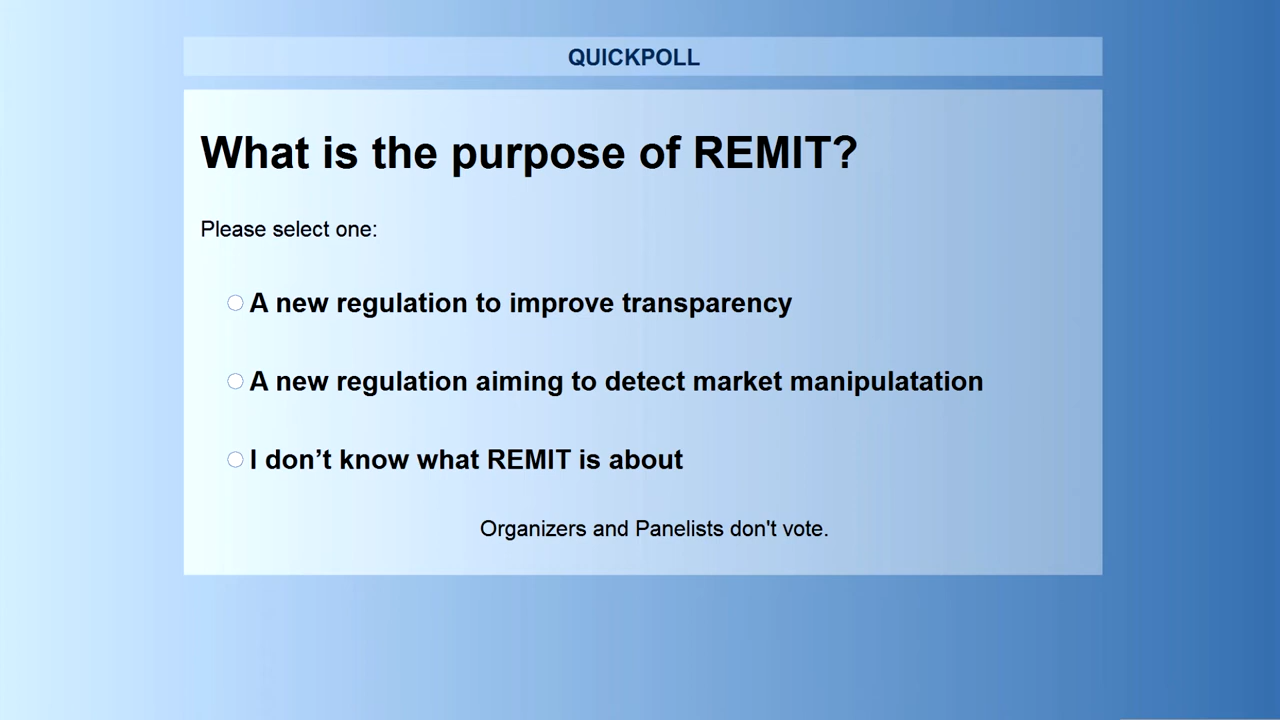 QUICKPOLL
What is the purpose of REMIT?
Please select one:
A new regulation to improve transparency
A new regulation aiming to detect market manipulatation
I don’t know what REMIT is about
Organizers and Panelists don't vote.